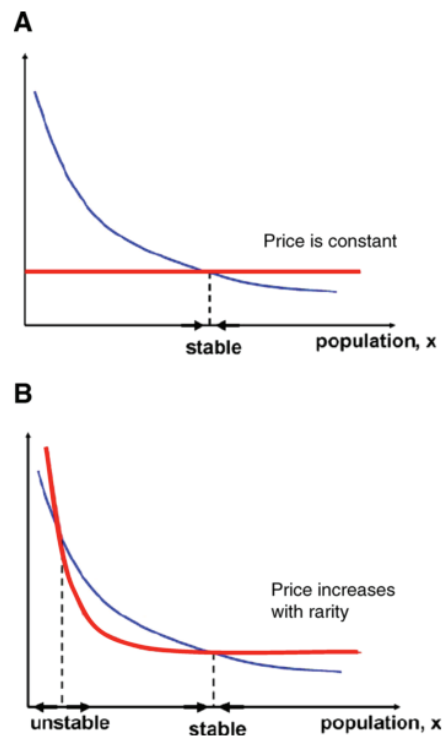 A
Price is constant
stable
population, x
B
Price increases
with rarity
unstable
stable
population, x